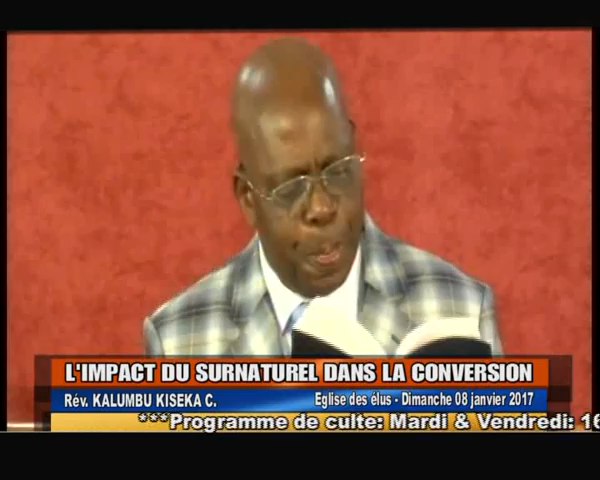 L'IMPACT DU SURNATUREL DANS LA CONVERSION
Rév. KALUMBU KISEKA C. Eglise des élus - Dimanche 08 janvier 2017
***Programme de culte: Mardi & Vendredi: 16